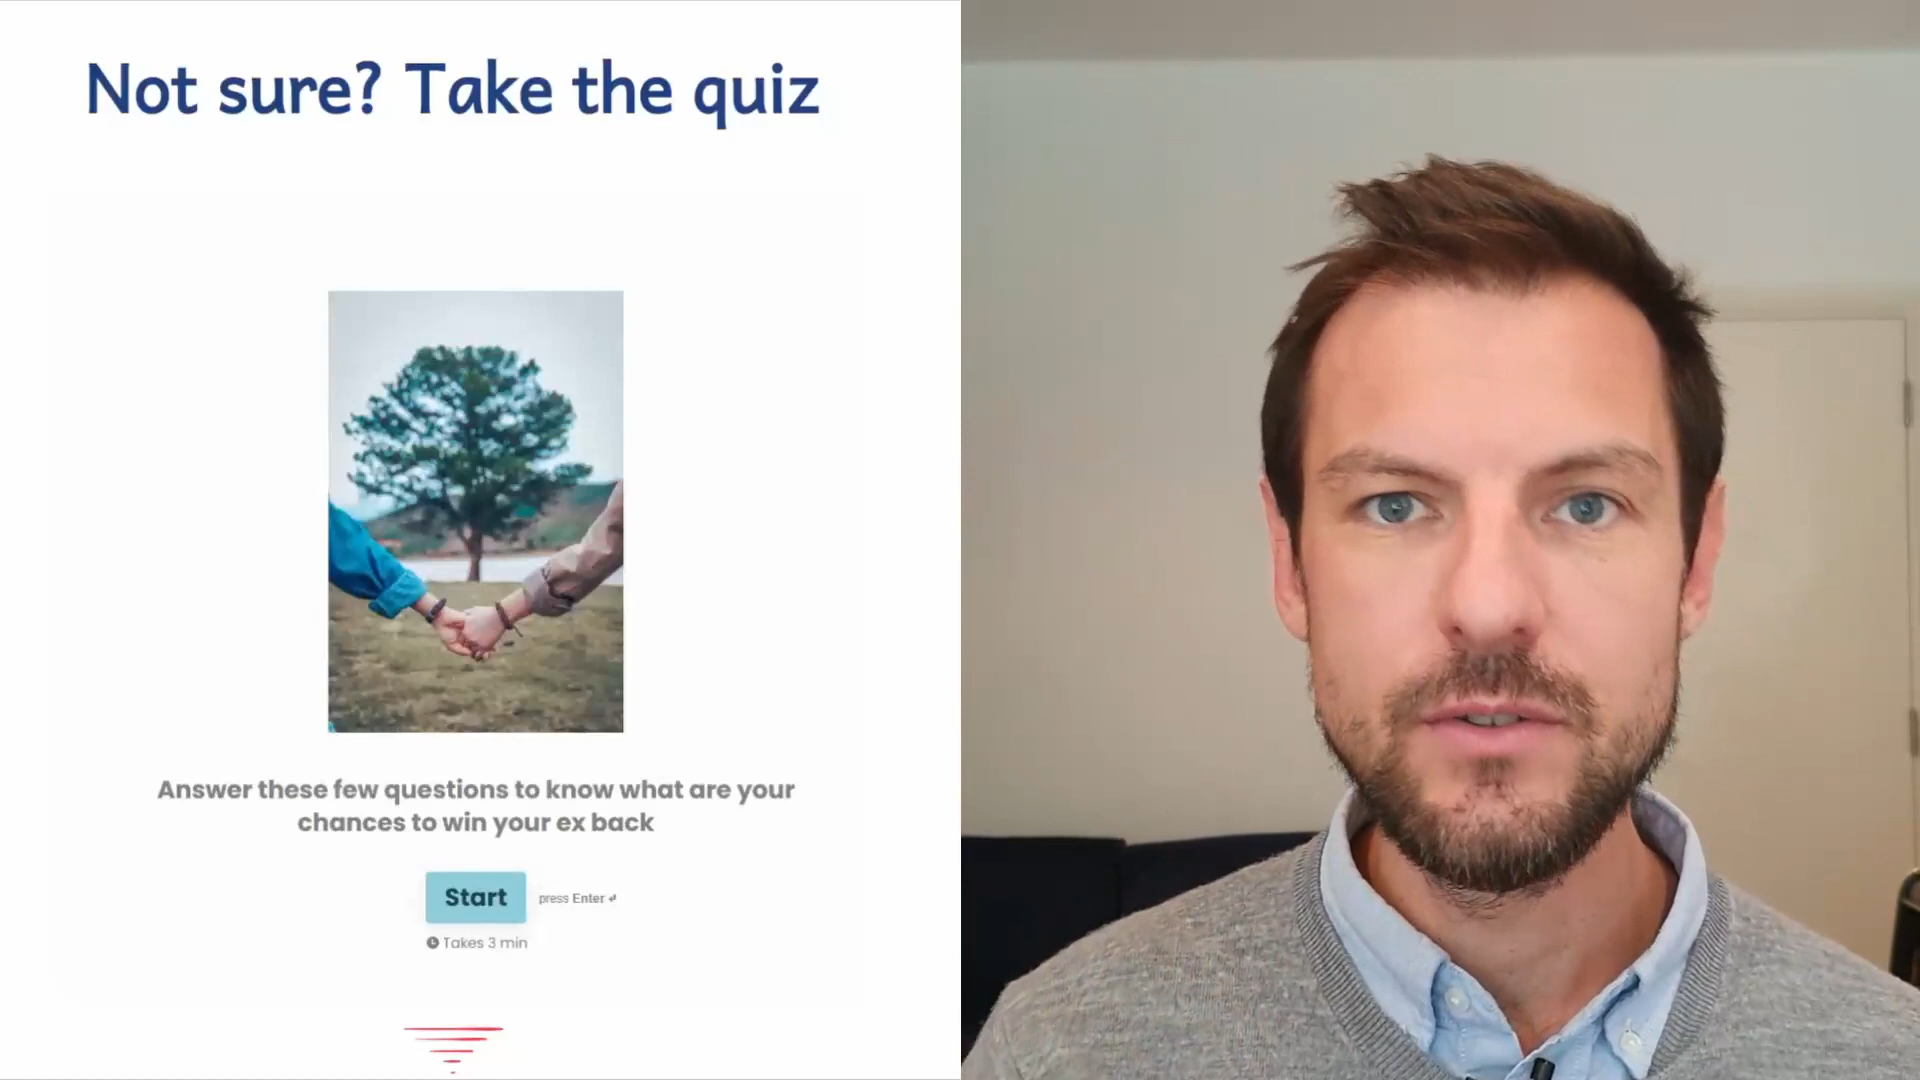 Not sure? Take the quiz
Answer these few questions to know what are your
chances to win your ex back
Start
press Enter ↵
Takes 3 min